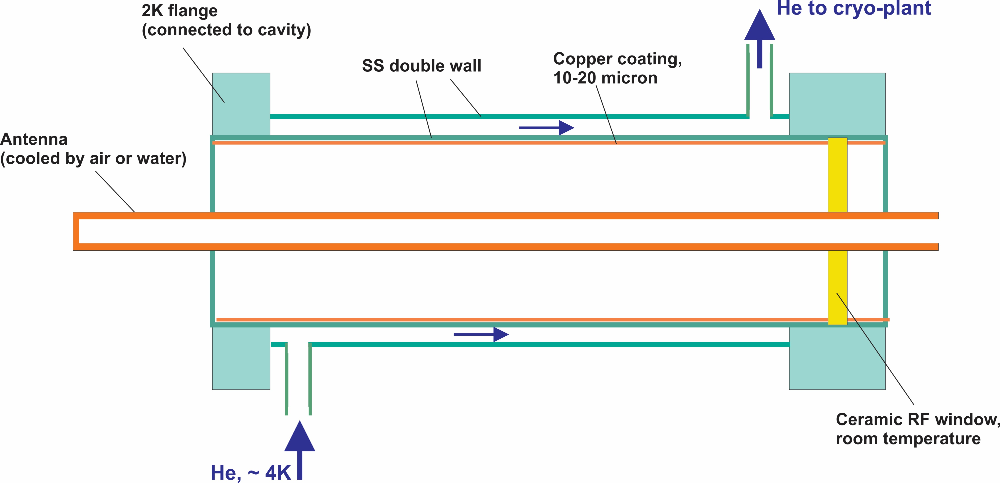 2K flange
(connected to cavity)
He to cryo-plant
SS double wall
Copper coating,
10-20 micron
Antenna
(cooled by air or water)
Ceramic RF window,
room temperature
He, ~ 4K